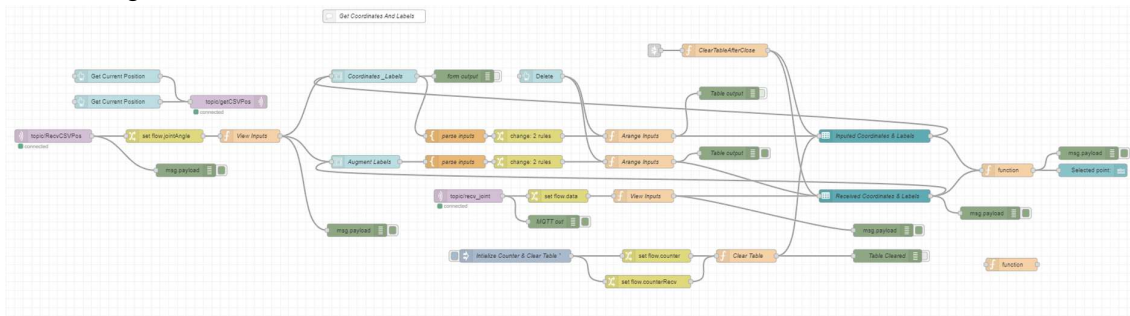 Get Coordinates And Labels
ClearTableAfterClose
Get Current Position
Coordinates_Labels
form output
Delete
Table output
Get Current Position
topic/getCSVPos
connected
topic/RecvCSVPos
connected
set flow.jointAngle
View Inputs
parse inputs
change: 2 rules
Arange Inputs
Inputed Coordinates & Labels
msg.payload
Augment Labels
parse inputs
change: 2 rules
Arange Inputs
Table output
msg.payload
function
Selected point
topic/recv_joint
connected
set flow.data
View Inputs
Received Coordinates & Labels
MQTT out
msg.payload
msg.payload
msg.payload
Initialize Counter & Clear Table
set flow.counter
Clear Table
Table Cleared
function
set flow.counterRecv